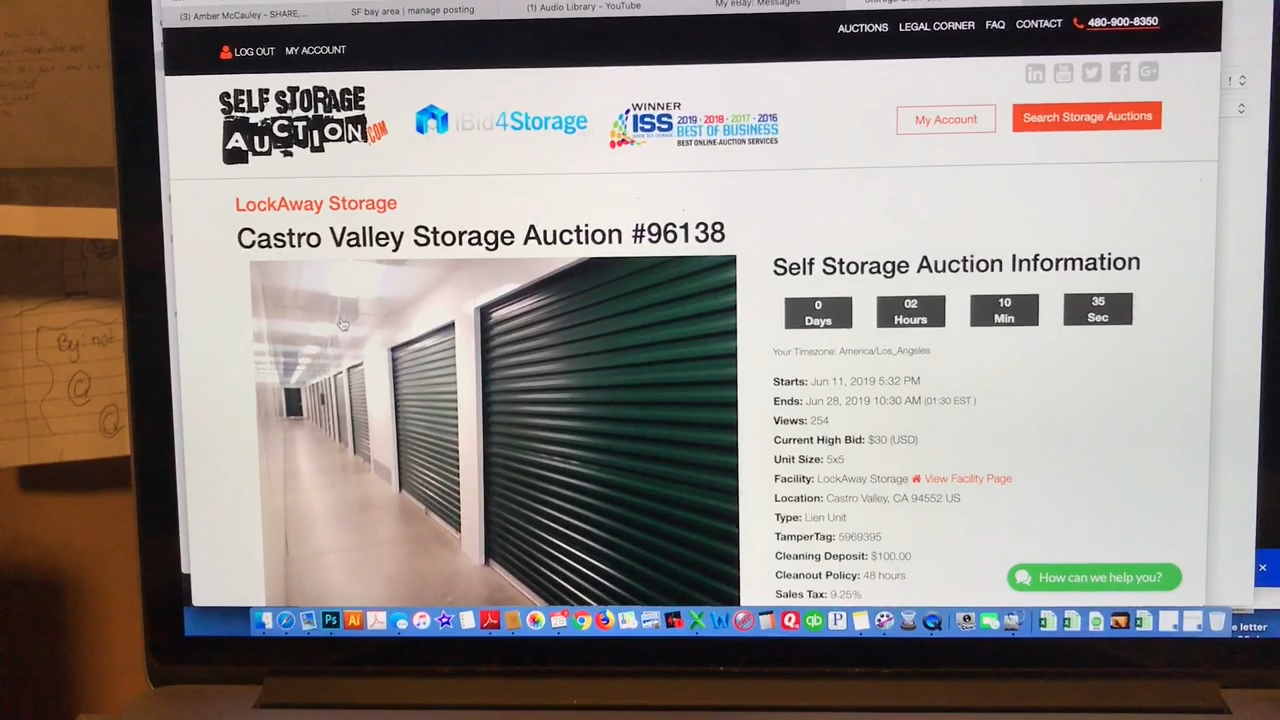 (3) Amber McCauley - SHARE,...
SF bay area | manage posting
(1) Audio Library - YouTube
My eBay: Messages
LOG OUT MY ACCOUNT
AUCTIONS LEGAL CORNER FAQ CONTACT 480-900-8350
SELF STORAGE
AUCTION.COM
iBid4Storage
WINNER
ISS 2019 · 2018 · 2017 · 2016
BEST OF BUSINESS
BEST ONLINE-AUCTION SERVICES
My Account
Search Storage Auctions
LockAway Storage
Castro Valley Storage Auction #96138
Self Storage Auction Information
0 02 10 35
Days Hours Min Sec
Your Timezone: America/Los_Angeles
Starts: Jun 11, 2019 5:32 PM
Ends: Jun 28, 2019 10:30 AM (01:30 EST )
Views: 254
Current High Bid: $30 (USD)
Unit Size: 5x5
Facility: LockAway Storage View Facility Page
Location: Castro Valley, CA 94552 US
Type: Lien Unit
TamperTag: 5969395
Cleaning Deposit: $100.00
Cleanout Policy: 48 hours
Sales Tax: 9.25%
How can we help you?
By: not
@
@
Ps Ai
e letter